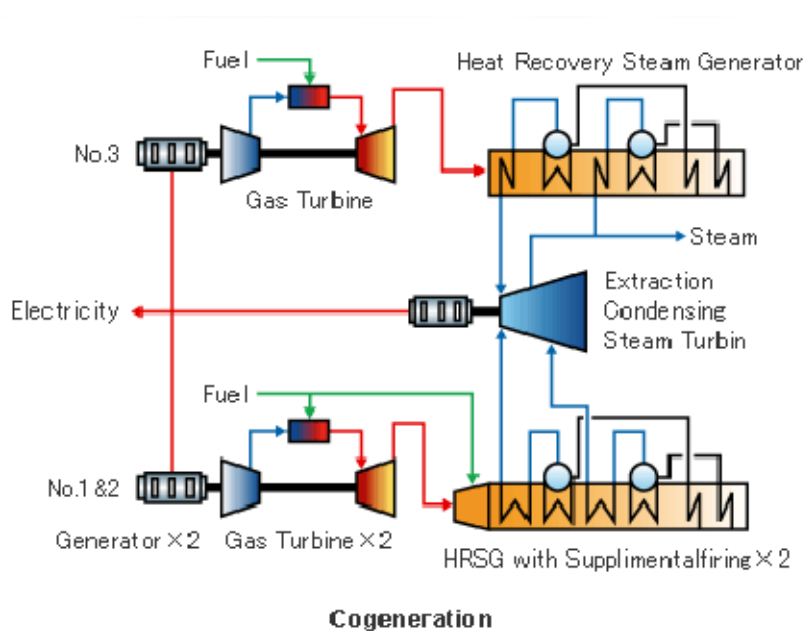 Fuel
Heat Recovery Steam Generator
No.3
Gas Turbine
Steam
Electricity
Extraction
Condensing
Steam Turbin
Fuel
No.1 &2
Generator×2
Gas Turbine×2
HRSG with Supplimentalfiring×2
Cogeneration